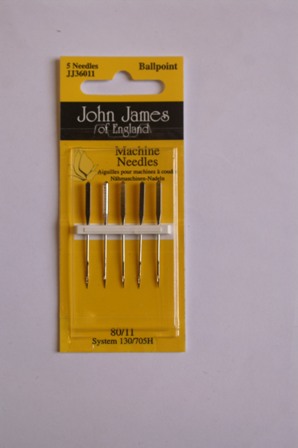 5 Needles
JJ36011
Ballpoint
John James
of England
Machine
Needles
Aiguilles pour machines à coudre
Nähmaschinen-Nadeln
80/11
System 130/705H